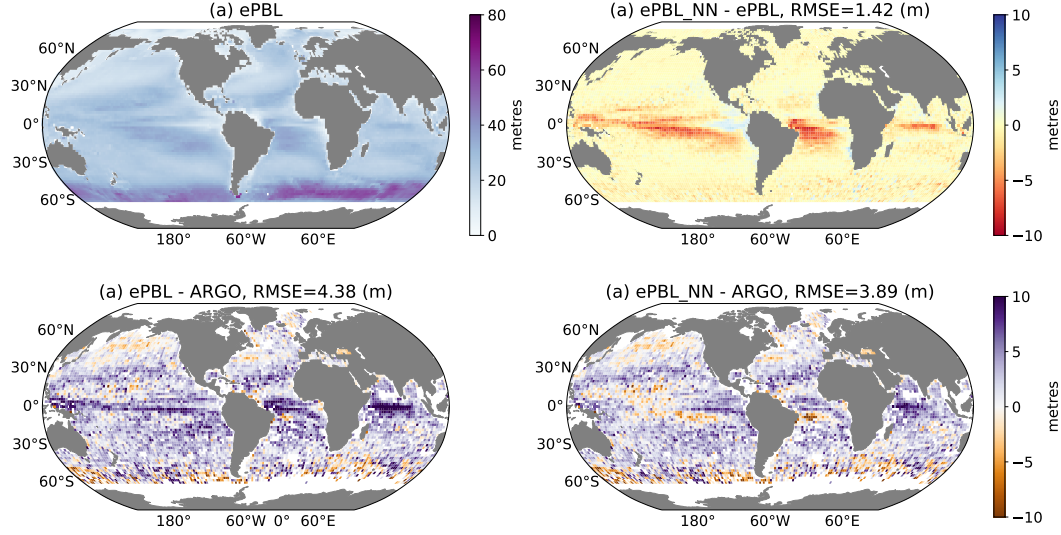 (a) ePBL
60°N
30°N
0°
30°S
60°S
180°
60°W
60°E
80
60
40
20
0
metres
(a) ePBL_NN - ePBL, RMSE=1.42 (m)
60°N
30°N
0°
30°S
60°S
180°
60°W
60°E
10
5
0
−5
−10
metres
(a) ePBL - ARGO, RMSE=4.38 (m)
60°N
30°N
0°
30°S
60°S
180°
60°W
0°
60°E
(a) ePBL_NN - ARGO, RMSE=3.89 (m)
60°N
30°N
0°
30°S
60°S
180°
60°W
60°E
10
5
0
−5
−10
metres